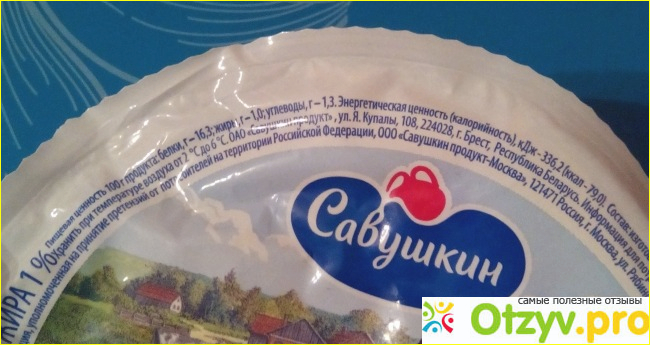 Пищевая ценность 100 г продукта: белки, г – 16,3; жиры, г – 1,0; углеводы, г – 1,3. Энергетическая ценность (калорийность), кДж - 336,2 (ккал - 79,0). Состав: изгото
Хранить при температуре воздуха от 2 °С до 6 °С. ОАО «Савушкин продукт», ул. Я. Купалы, 108, 224028, г. Брест, Республика Беларусь. Информация для
уполномоченная на принятие претензий от потребителей на территории Российской Федерации, ООО «Савушкин продукт-Москва», 121471 Россия, г. Москва, ул.
ЖИРА 1 %
Савушкин
самые полезные отзывы
Otzyv.pro